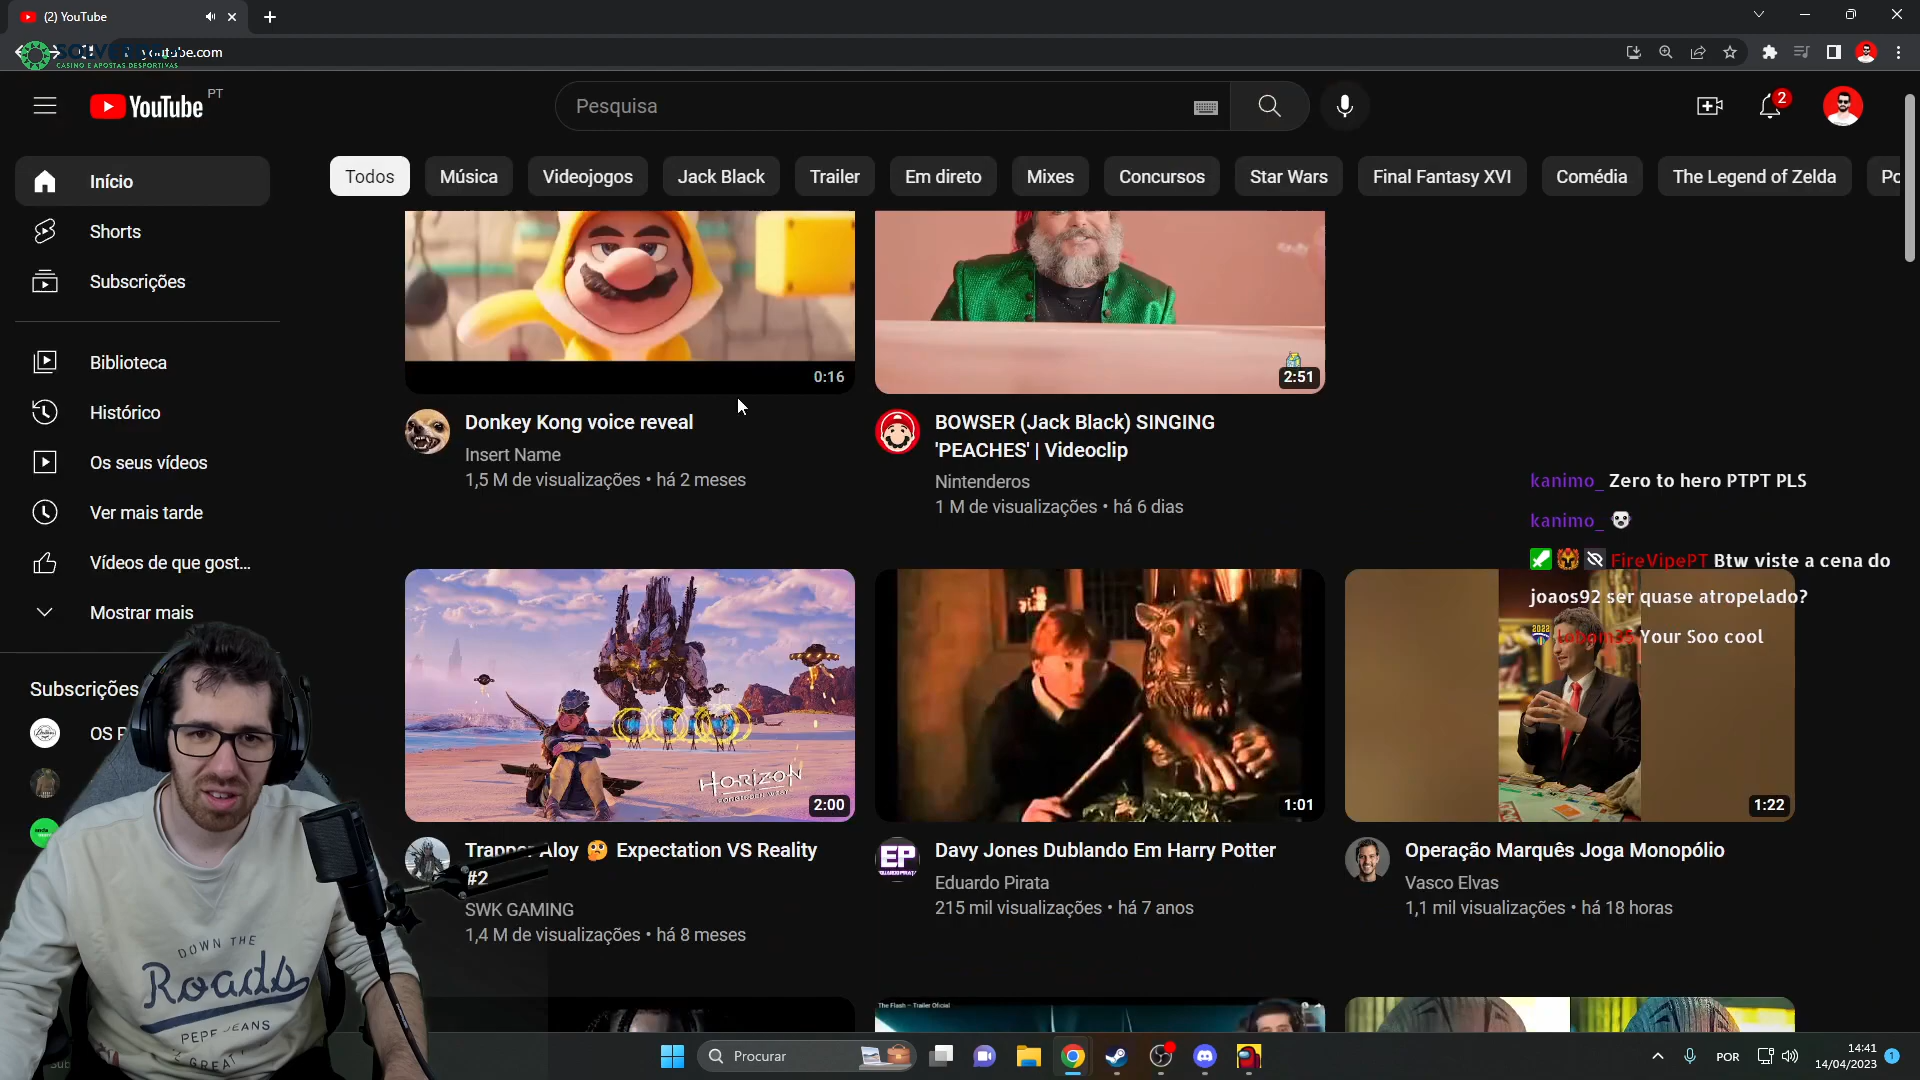 (2) YouTube
youtube.com
CASINO E APOSTAS DESPORTIVAS
YouTube PT
Pesquisa
2
Todos
Música
Videojogos
Jack Black
Trailer
Em direto
Mixes
Concursos
Star Wars
Final Fantasy XVI
Comédia
The Legend of Zelda
Início
Shorts
Subscrições
Biblioteca
Histórico
Os seus vídeos
Ver mais tarde
Vídeos de que gost...
Mostrar mais
Subscrições
0:16
2:51
Donkey Kong voice reveal
Insert Name
1,5 M de visualizações • há 2 meses
BOWSER (Jack Black) SINGING
'PEACHES' | Videoclip
Nintenderos
1 M de visualizações • há 6 dias
kanimo_ Zero to hero PTPT PLS
kanimo_
FireVipePT Btw viste a cena do
joaos92 ser quase atropelado?
Your Soo cool
HORIZON
2:00
1:01
1:22
Trapper Aloy 🤔 Expectation VS Reality
#2
SWK GAMING
1,4 M de visualizações • há 8 meses
EP
Davy Jones Dublando Em Harry Potter
Eduardo Pirata
215 mil visualizações • há 7 anos
Operação Marquês Joga Monopólio
Vasco Elvas
1,1 mil visualizações • há 18 horas
DOWN THE
Roads
PEPE JEANS
The Flash – Trailer Oficial
Procurar
POR
14:41
14/04/2023
1